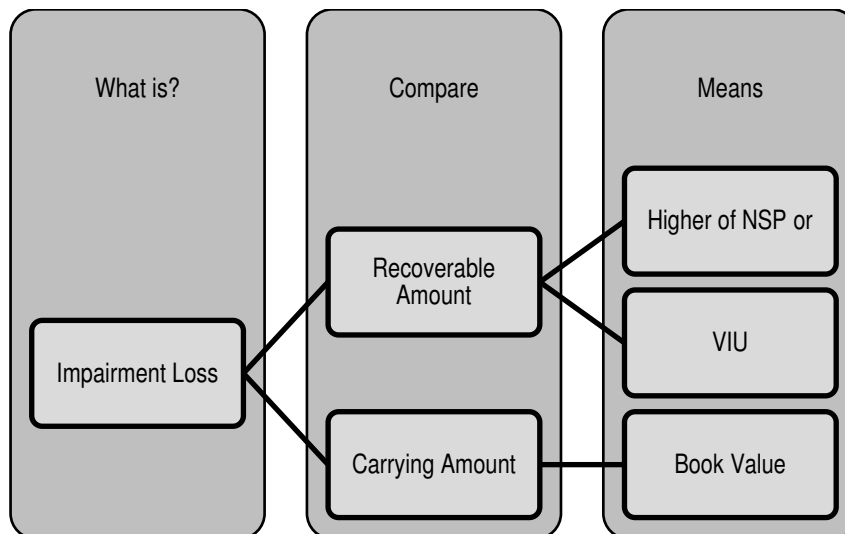 What is?
Compare
Means
Higher of NSP or
Recoverable
Amount
VIU
Impairment Loss
Carrying Amount
Book Value